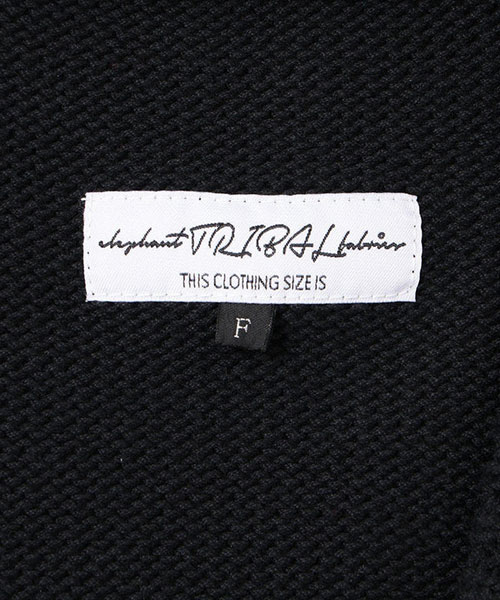 elephant TRIBAL fabrics
THIS CLOTHING SIZE IS
F